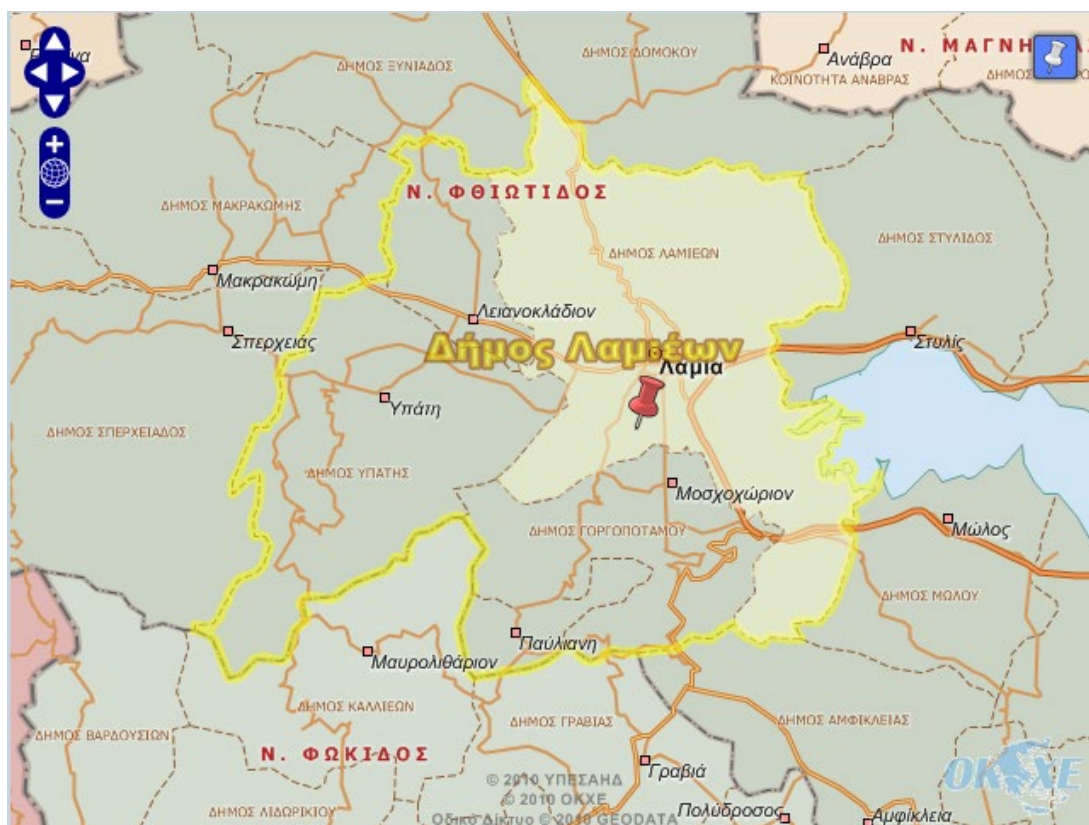 ΔΗΜΟΣ ΞΥΝΙΑΔΟΣ
ΔΗΜΟΣ ΔΟΜΟΚΟΥ
Ανάβρα
ΚΟΙΝΟΤΗΤΑ ΑΝΑΒΡΑΣ
Ν. ΦΘΙΩΤΙΔΟΣ
ΔΗΜΟΣ ΜΑΚΡΑΚΩΜΗΣ
ΔΗΜΟΣ ΛΑΜΙΕΩΝ
ΔΗΜΟΣ ΣΤΥΛΙΔΟΣ
Μακρακώμη
Λειανοκλάδιον
Σπερχειάς
Στυλίς
Δήμος Λαμιέων
Λαμία
Υπάτη
ΔΗΜΟΣ ΣΠΕΡΧΕΙΑΔΟΣ
ΔΗΜΟΣ ΥΠΑΤΗΣ
Μοσχοχώριον
ΔΗΜΟΣ ΓΟΡΓΟΠΟΤΑΜΟΥ
Μώλος
ΔΗΜΟΣ ΜΩΛΟΥ
Παύλιανη
Μαυρολιθάριον
ΔΗΜΟΣ ΚΑΛΛΙΕΩΝ
ΔΗΜΟΣ ΓΡΑΒΙΑΣ
ΔΗΜΟΣ ΑΜΦΙΚΛΕΙΑΣ
ΔΗΜΟΣ ΒΑΡΔΟΥΣΙΩΝ
Ν. ΦΩΚΙΔΟΣ
Γραβιά
ΟΚΧΕ
© 2010 ΥΠΕΣΑΗΔ
© 2010 ΟΚΧΕ
ΔΗΜΟΣ ΛΙΔΩΡΙΚΙΟΥ
Οδικό Δίκτυο © 2010 GEODATA
Πολύδροσος
Αμφίκλεια